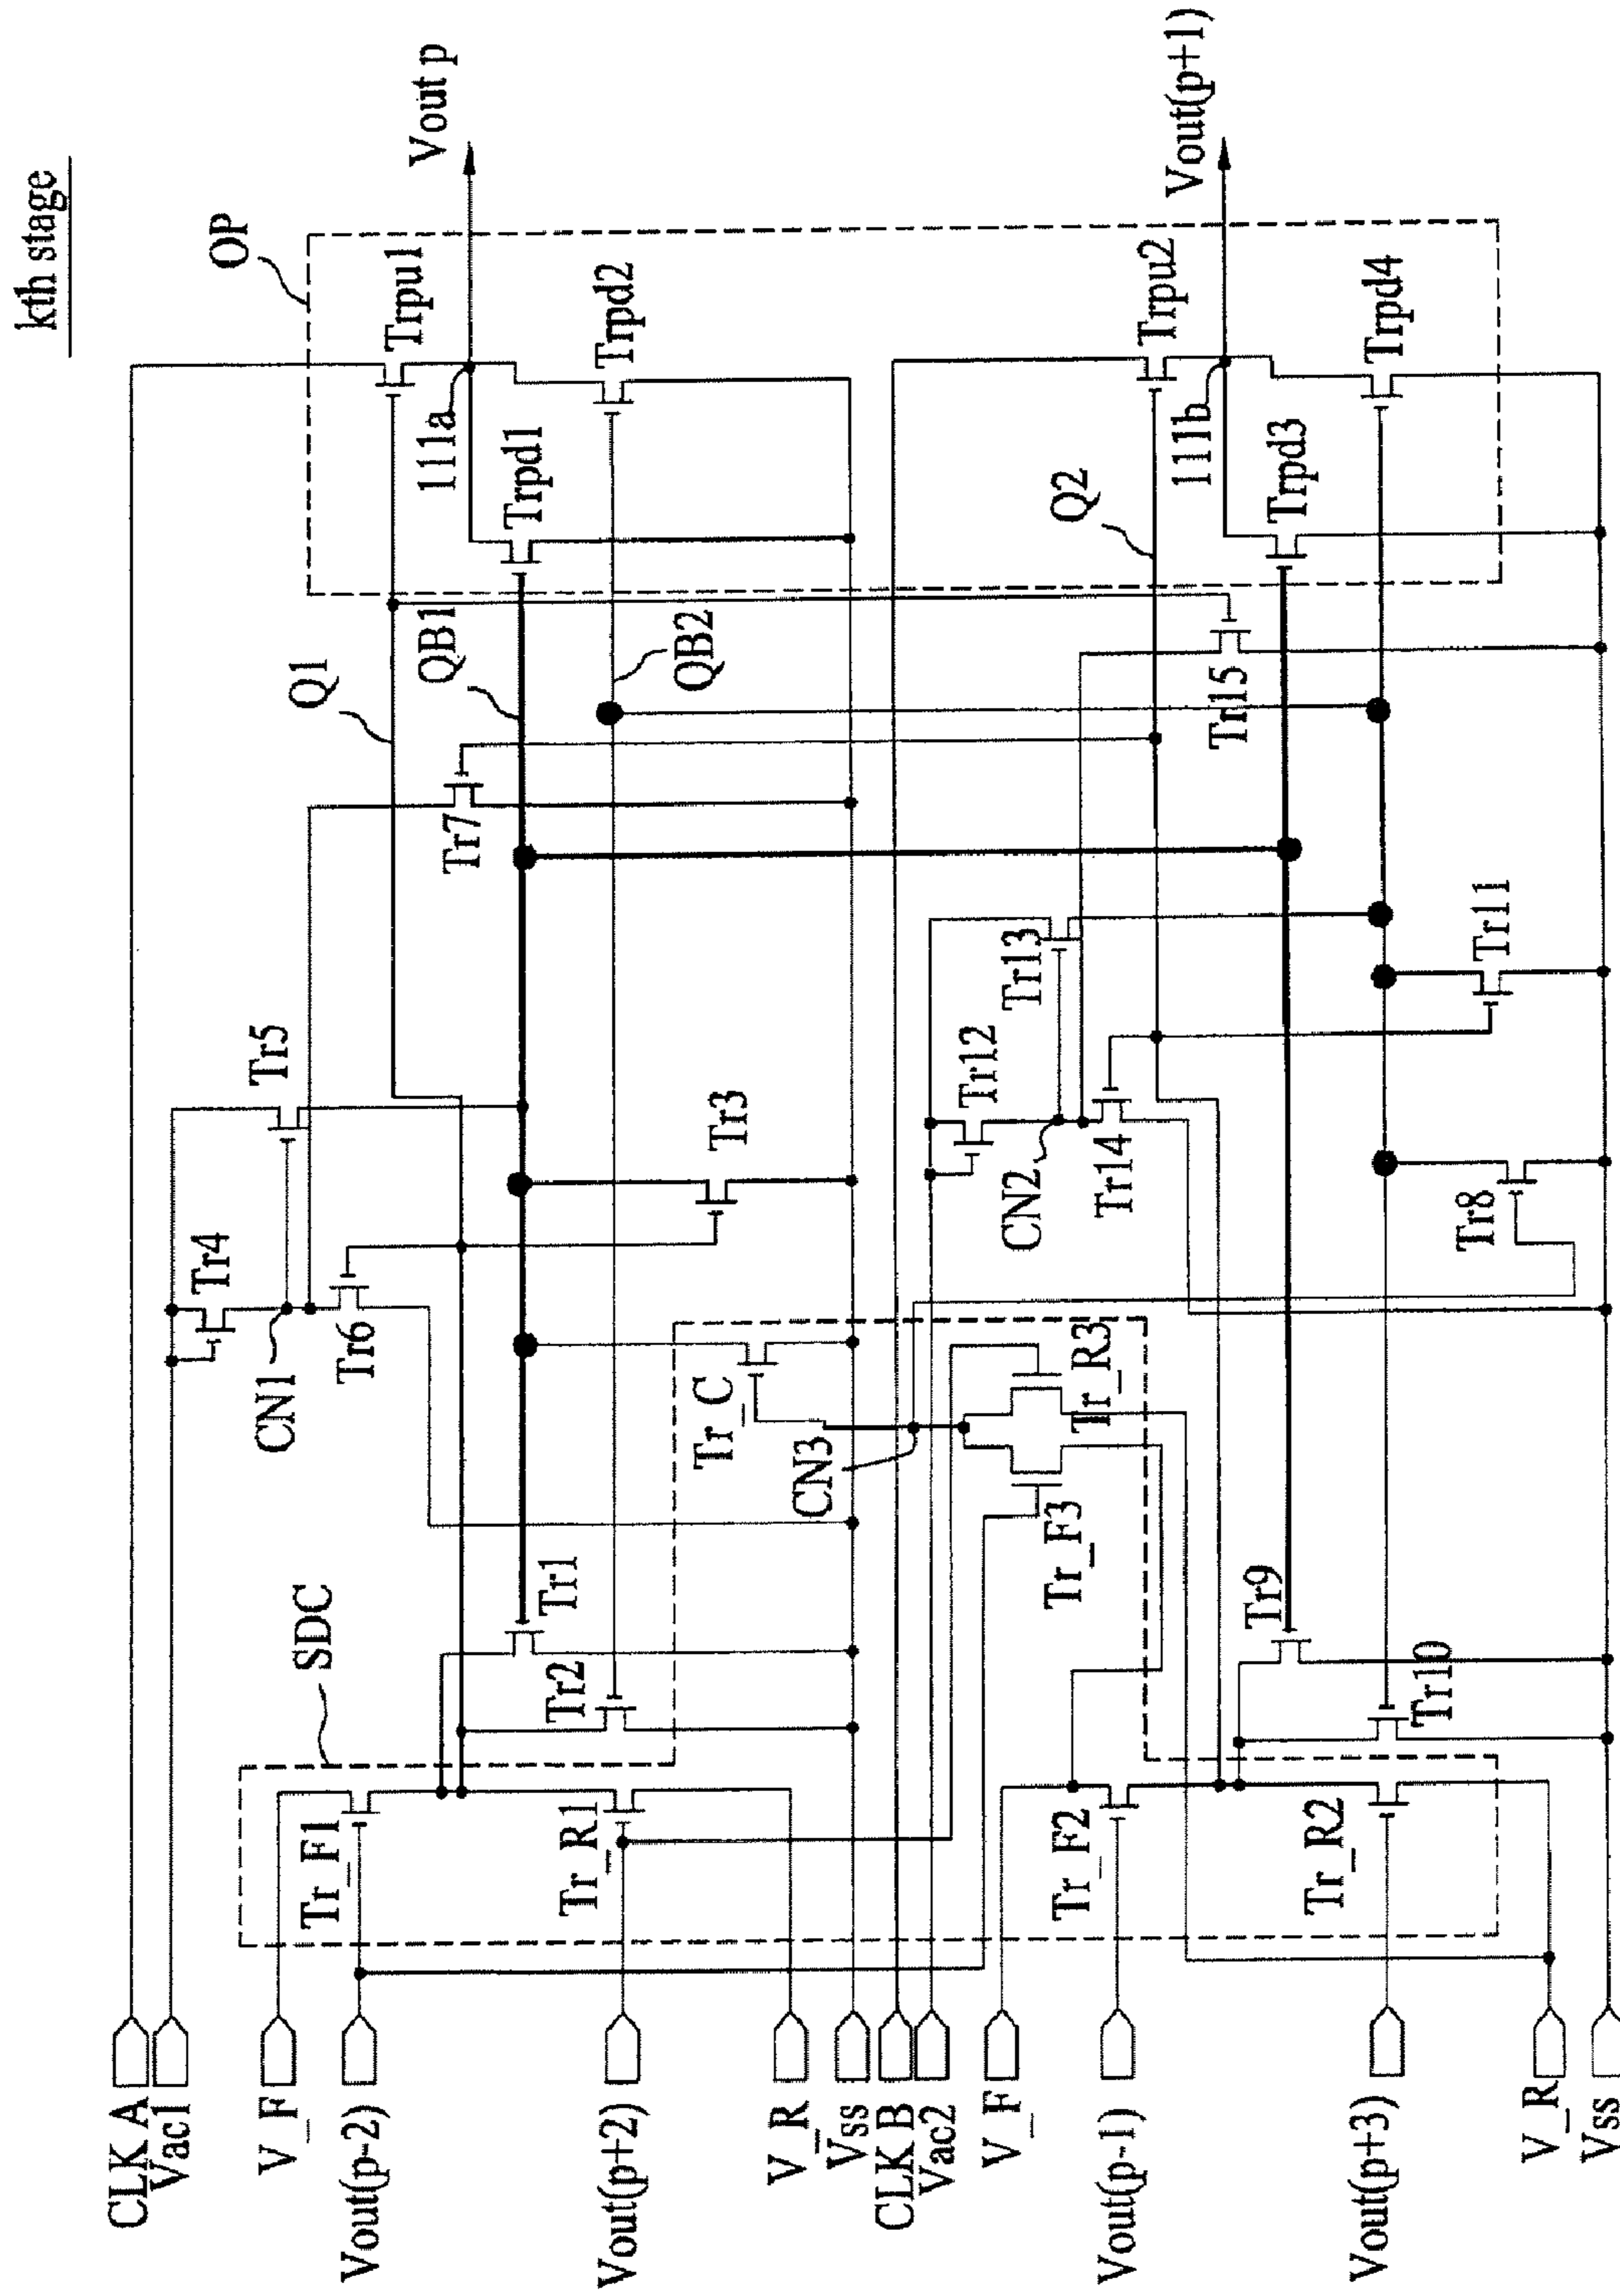 kth stage
CLK A
Vac1
V_F
Vout(p-2)
Vout(p+2)
V_R
Vss
CLK B
Vac2
V_F
Vout(p-1)
Vout(p+3)
V_R
Vss
SDC
Tr_F1
Tr_R1
Tr1
Tr2
CN1
Tr4
Tr5
Tr6
Tr3
Tr_C
CN3
Tr_F3
Tr_R3
Tr_F2
Tr_R2
Tr9
Tr10
CN2
Tr12
Tr13
Tr14
Tr8
Tr11
Q1
QB1
QB2
Tr7
Tr15
Q2
OP
Trpu1
111a
Trpd1
Trpd2
Trpu2
111b
Trpd3
Trpd4
Vout p
Vout(p+1)